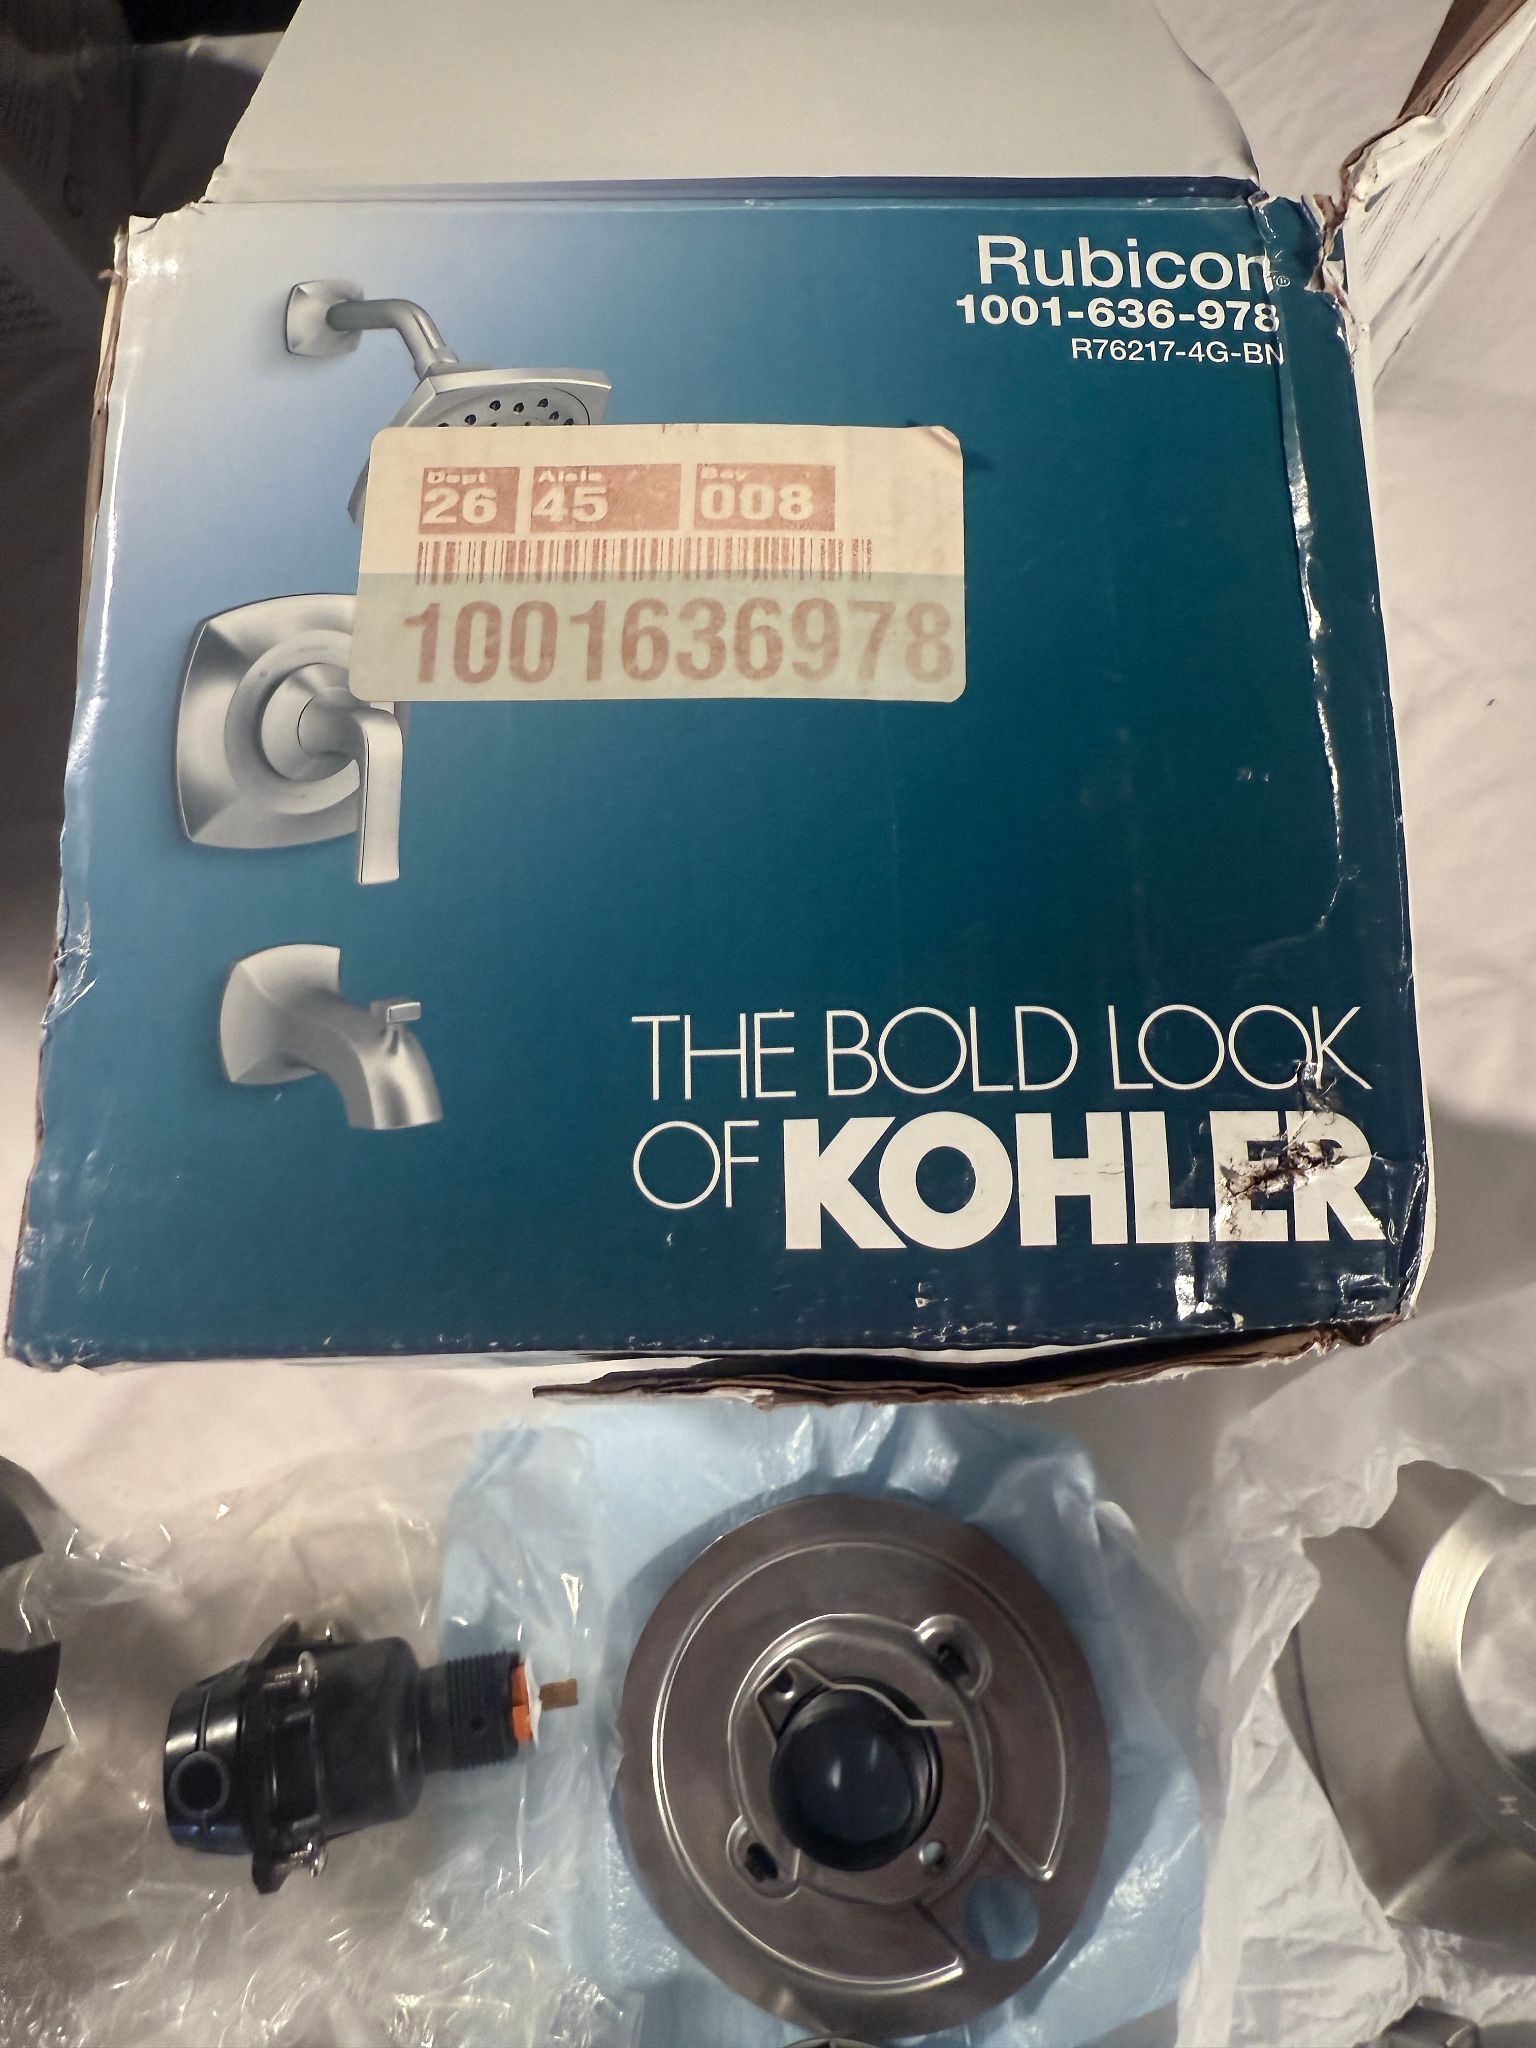 Rubicon®
1001-636-978
R76217-4G-BN
Dept Aisle Bay
26 45 008
1001636978
THE BOLD LOOK
OF KOHLER
H